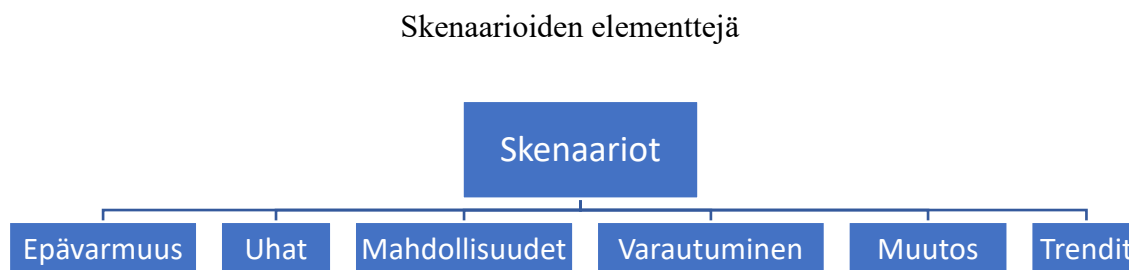 Skenaarioiden elementtejä
Skenaariot
Epävarmuus Uhat Mahdollisuudet Varautuminen Muutos Trendit